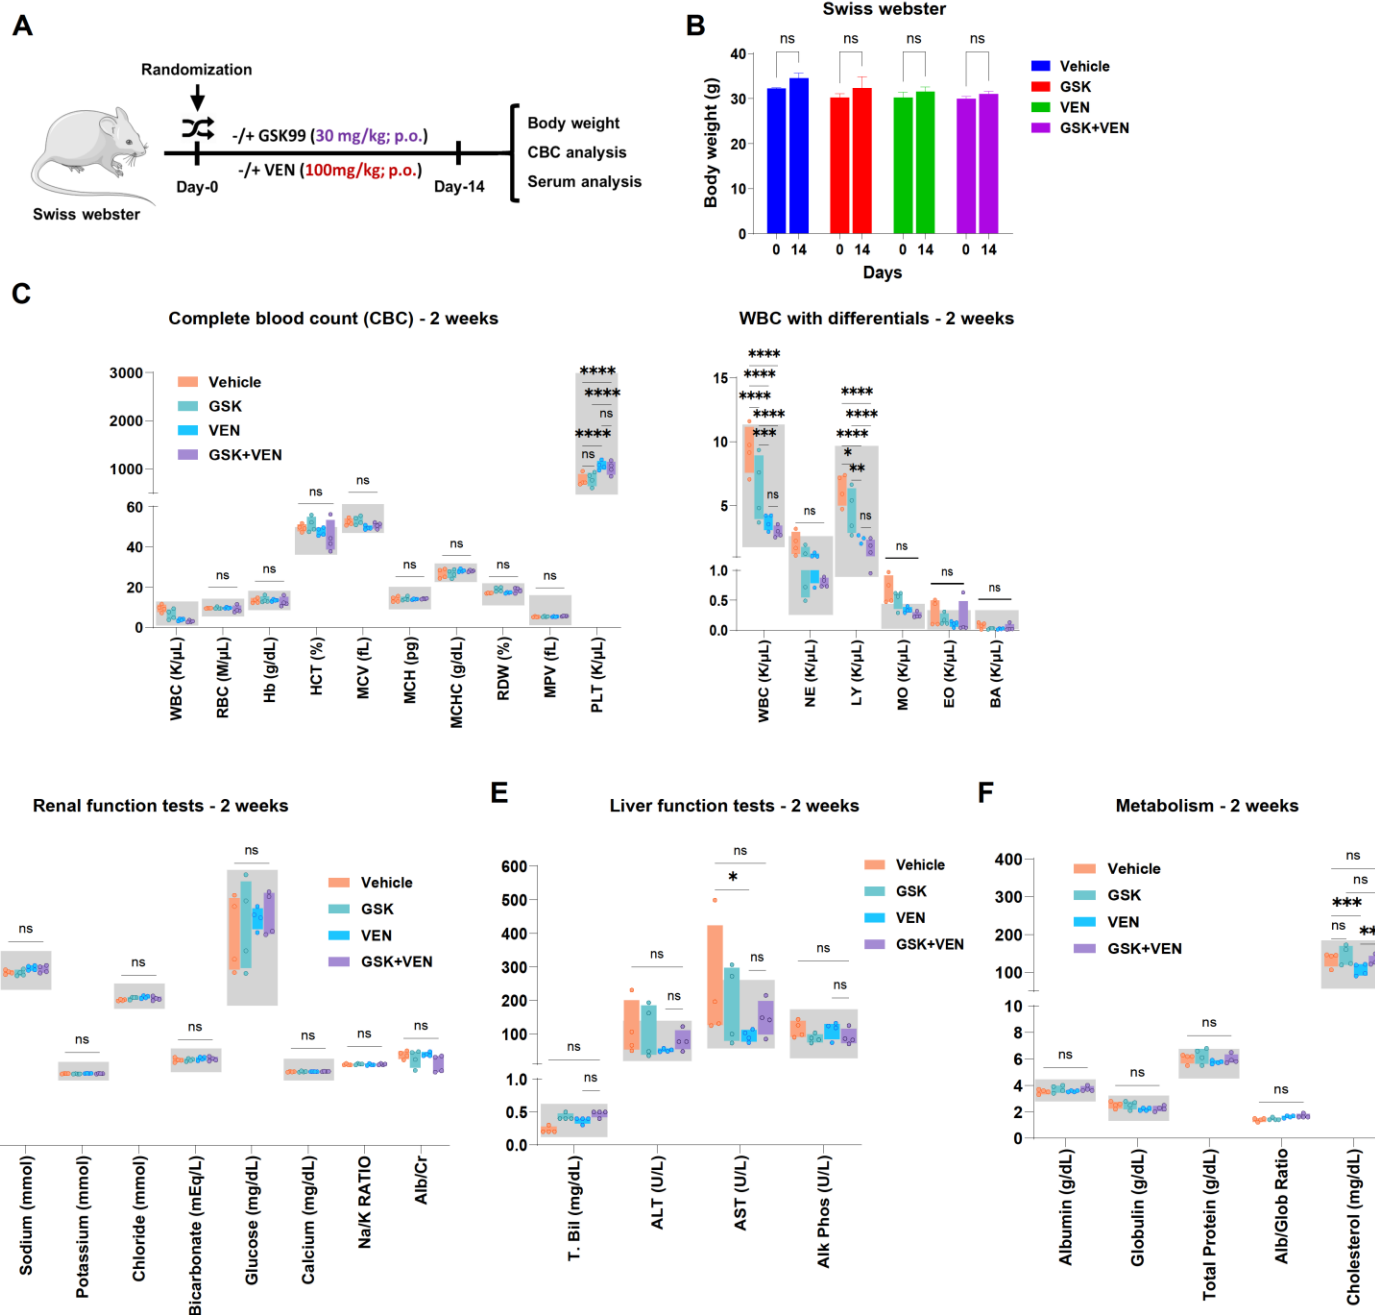 A
Randomization
-/+ GSK99 (30 mg/kg; p.o.)
-/+ VEN (100mg/kg; p.o.)
Day-0
Day-14
Swiss webster
Body weight
CBC analysis
Serum analysis
B
Swiss webster
ns ns ns ns
Body weight (g)
40
30
20
10
0
0 14 0 14 0 14 0 14
Days
Vehicle
GSK
VEN
GSK+VEN
C
Complete blood count (CBC) - 2 weeks
3000
2000
1000
60
40
20
0
Vehicle
GSK
VEN
GSK+VEN
ns
ns
ns
ns
ns
ns
ns
ns
****
****
ns
****
ns
WBC (K/µL)
RBC (M/µL)
Hb (g/dL)
HCT (%)
MCV (fL)
MCH (pg)
MCHC (g/dL)
RDW (%)
MPV (fL)
PLT (K/µL)
WBC with differentials - 2 weeks
15
10
5
1.0
0.5
0.0
****
****
****
****
***
ns
ns
****
****
****
*
**
ns
ns
ns
ns
WBC (K/µL)
NE (K/µL)
LY (K/µL)
MO (K/µL)
EO (K/µL)
BA (K/µL)
Renal function tests - 2 weeks
ns
ns
ns
ns
ns
ns
ns
ns
Vehicle
GSK
VEN
GSK+VEN
Sodium (mmol)
Potassium (mmol)
Chloride (mmol)
Bicarbonate (mEq/L)
Glucose (mg/dL)
Calcium (mg/dL)
Na/K RATIO
Alb/Cr
E
Liver function tests - 2 weeks
600
500
400
300
200
100
1.0
0.5
0.0
ns
ns
ns
ns
ns
*
ns
ns
ns
Vehicle
GSK
VEN
GSK+VEN
T. Bil (mg/dL)
ALT (U/L)
AST (U/L)
Alk Phos (U/L)
F
Metabolism - 2 weeks
400
300
200
100
10
8
6
4
2
0
Vehicle
GSK
VEN
GSK+VEN
ns
ns
ns
ns
ns
ns
***
ns
**
Albumin (g/dL)
Globulin (g/dL)
Total Protein (g/dL)
Alb/Glob Ratio
Cholesterol (mg/dL)